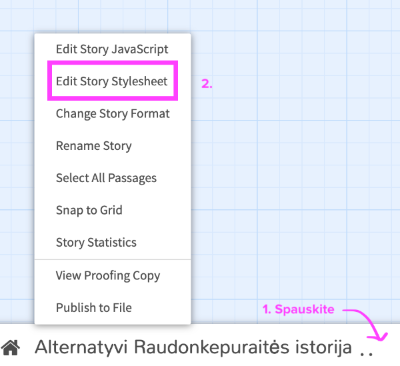 Edit Story JavaScript
Edit Story Stylesheet
2.
Change Story Format
Rename Story
Select All Passages
Snap to Grid
Story Statistics
View Proofing Copy
Publish to File
1. Spauskite
Alternatyvi Raudonkepuraitės istorija ..